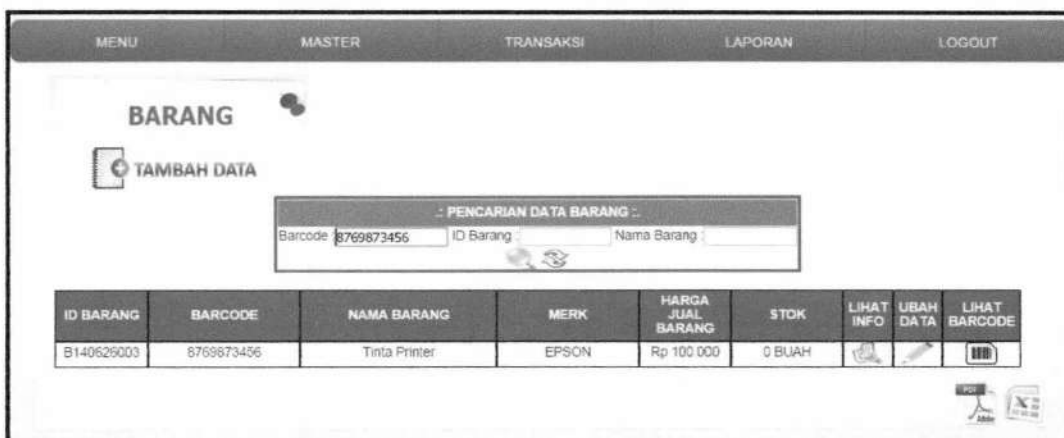 MENU MASTER TRANSAKSI LAPORAN LOGOUT
BARANG
TAMBAH DATA
.: PENCARIAN DATA BARANG :.
Barcode : 8769873456 ID Barang : Nama Barang :
ID BARANG BARCODE NAMA BARANG MERK HARGA JUAL BARANG STOK LIHAT INFO UBAH DATA LIHAT BARCODE
B140626003 8769873456 Tinta Printer EPSON Rp 100.000 0 BUAH
PDF